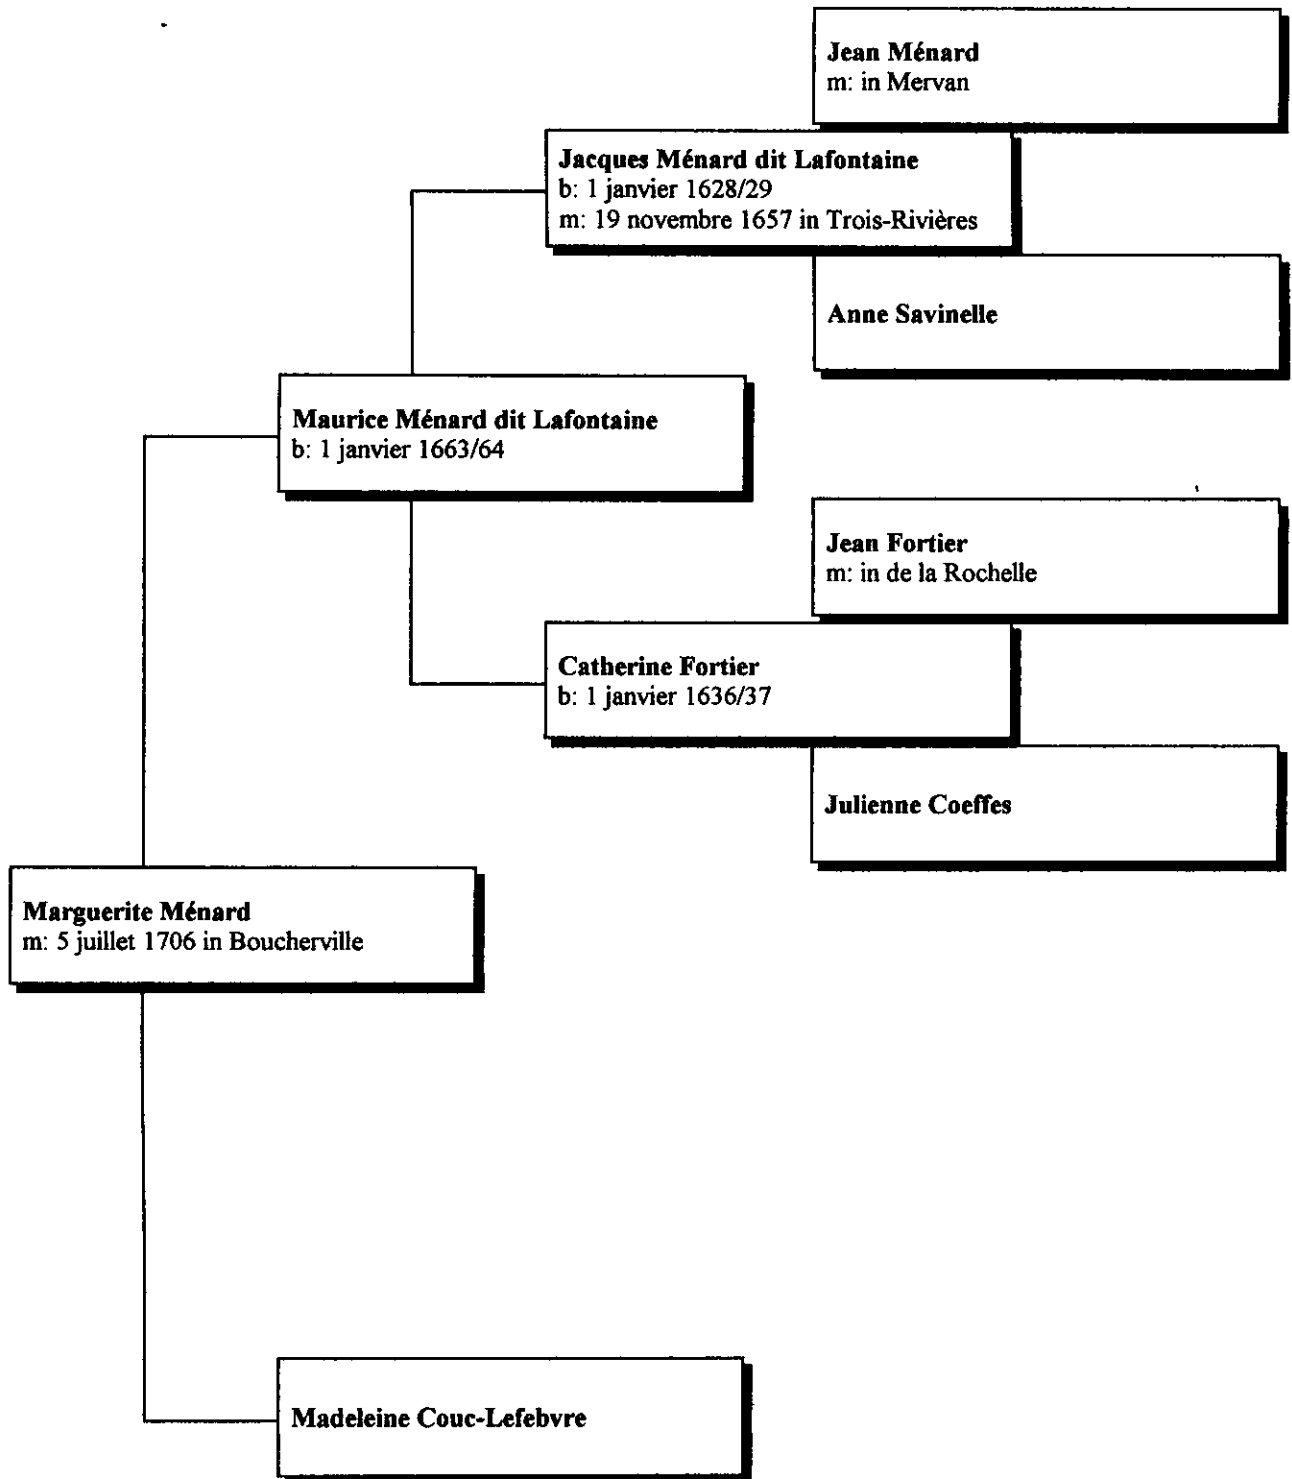 Jean Ménard
m: in Mervan
Jacques Ménard dit Lafontaine
b: 1 janvier 1628/29
m: 19 novembre 1657 in Trois-Rivières
Anne Savinelle
Maurice Ménard dit Lafontaine
b: 1 janvier 1663/64
Jean Fortier
m: in de la Rochelle
Catherine Fortier
b: 1 janvier 1636/37
Julienne Coeffes
Marguerite Ménard
m: 5 juillet 1706 in Boucherville
Madeleine Couc-Lefebvre